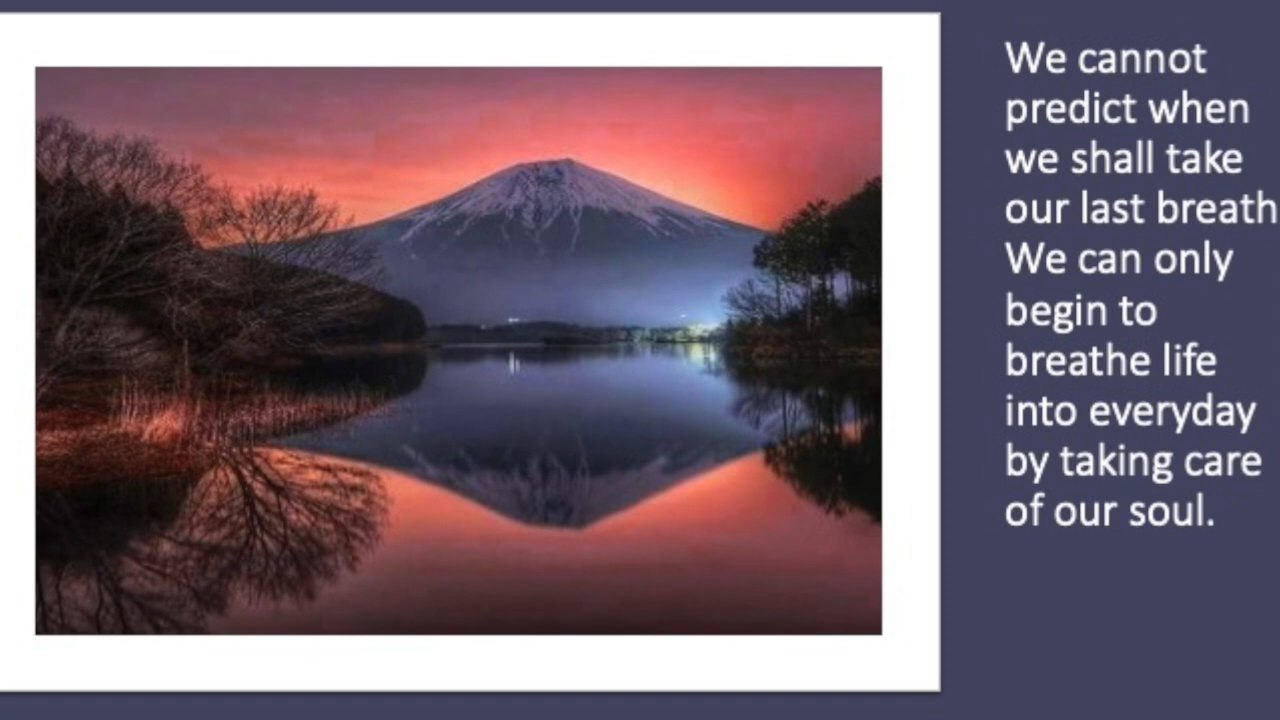 We cannot
predict when
we shall take
our last breath
We can only
begin to
breathe life
into everyday
by taking care
of our soul.